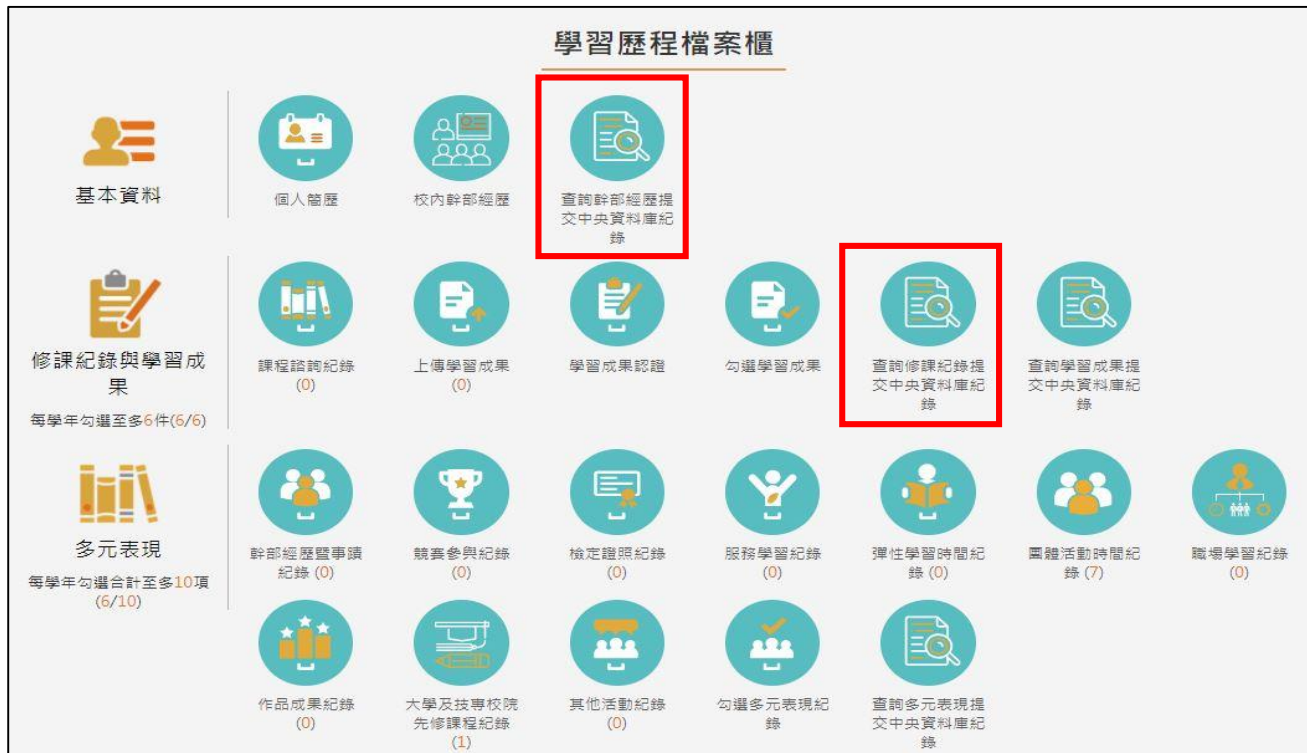 學習歷程檔案櫃
基本資料
個人簡歷
校內幹部經歷
查詢幹部經歷提
交中央資料庫紀
錄
修課紀錄與學習成
果
每學年勾選至多6件(6/6)
課程諮詢紀錄
(0)
上傳學習成果
(0)
學習成果認證
勾選學習成果
查詢修課紀錄提
交中央資料庫紀
錄
查詢學習成果提
交中央資料庫紀
錄
多元表現
每學年勾選合計至多10項
(6/10)
幹部經歷暨事蹟
紀錄 (0)
競賽參與紀錄
(0)
檢定證照紀錄
(0)
服務學習紀錄
(0)
彈性學習時間紀
錄 (0)
團體活動時間紀
錄 (7)
職場學習紀錄
(0)
作品成果紀錄
(0)
大學及技專校院
先修課程紀錄
(1)
其他活動紀錄
(0)
勾選多元表現紀
錄
查詢多元表現提
交中央資料庫紀
錄